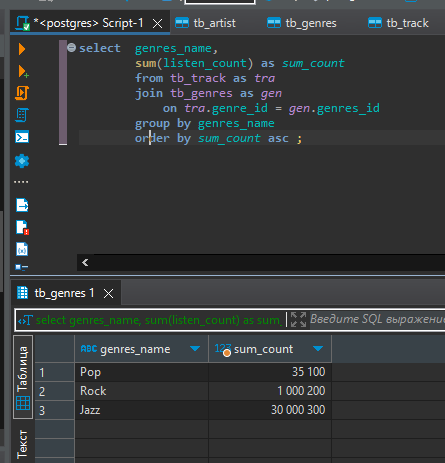 *<postgres> Script-1
tb_artist
tb_genres
tb_track
select genres_name,
sum(listen_count) as sum_count
from tb_track as tra
join tb_genres as gen
on tra.genre_id = gen.genres_id
group by genres_name
order by sum_count asc ;
tb_genres 1
select genres_name, sum(listen_count) as sum_
Введите SQL выражение
Таблица
Текст
ABC genres_name
123 sum_count
1 Pop 35 100
2 Rock 1 000 200
3 Jazz 30 000 300